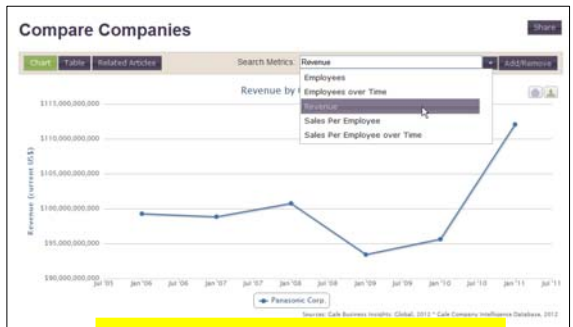 Compare Companies
Share
Chart Table Related Articles Search Metrics: Revenue Add/Remove
Employees
Revenue by
Employees over Time
Revenue
Sales Per Employee
Sales Per Employee over Time
Revenue (current US$)
$115,000,000,000
$110,000,000,000
$105,000,000,000
$100,000,000,000
$95,000,000,000
$90,000,000,000
Jul '05 Jan '06 Jul '06 Jan '07 Jul '07 Jan '08 Jul '08 Jan '09 Jul '09 Jan '10 Jul '10 Jan '11 Jul '11
Panasonic Corp.
Sources: Gale Business Insights: Global, 2012 * Gale Company Intelligence Database, 2012